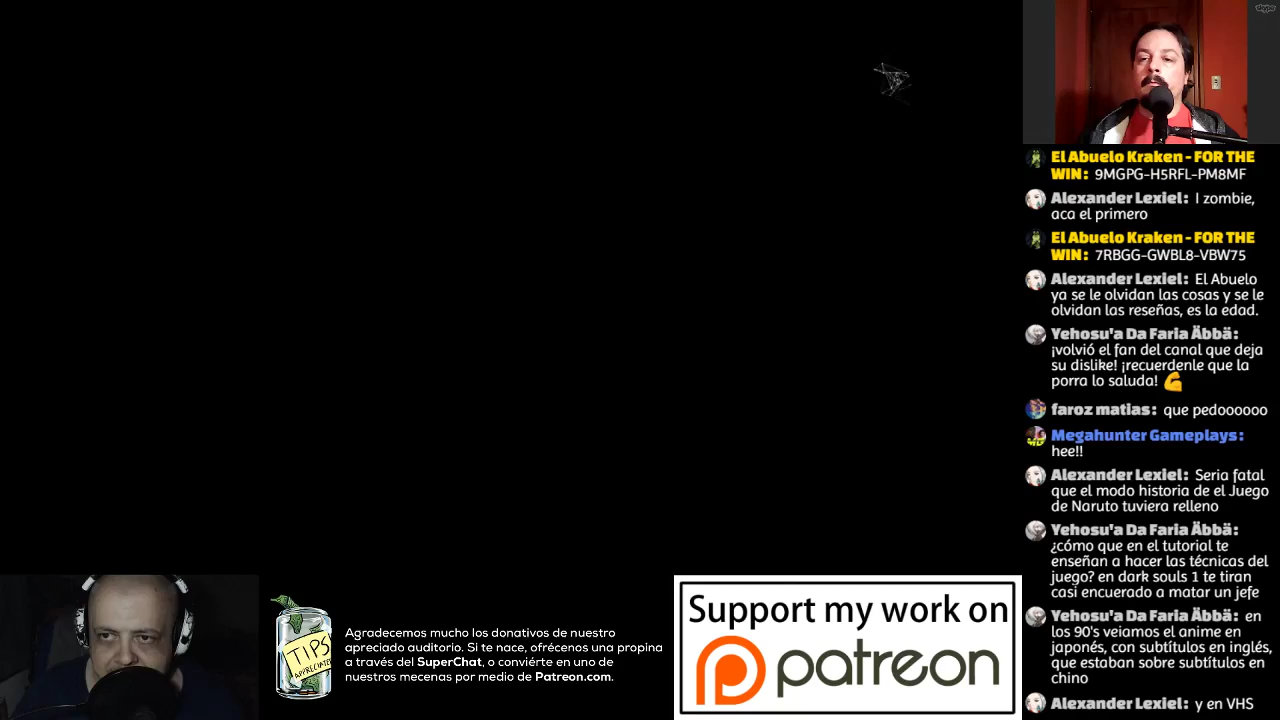 skype
El Abuelo Kraken - FOR THE
WIN: 9MGPG-H5RFL-PM8MF
Alexander Lexiel: I zombie,
aca el primero
El Abuelo Kraken - FOR THE
WIN: 7RBGG-GWBL8-VBW75
Alexander Lexiel: El Abuelo
ya se le olvidan las cosas y se le
olvidan las reseñas, es la edad.
Yehosu'a Da Faria Äbbä:
¡volvió el fan del canal que deja
su dislike! ¡recuerdenle que la
porra lo saluda! 💪
faroz matias: que pedoooooo
Megahunter Gameplays:
hee!!
Alexander Lexiel: Seria fatal
que el modo historia de el Juego
de Naruto tuviera relleno
Yehosu'a Da Faria Äbbä:
¿cómo que en el tutorial te
enseñan a hacer las técnicas del
juego? en dark souls 1 te tiran
casi encuerado a matar un jefe
Yehosu'a Da Faria Äbbä: en
los 90's veiamos el anime en
japonés, con subtítulos en inglés,
que estaban sobre subtítulos en
chino
Alexander Lexiel: y en VHS
TIPS
APPRECIATED
Agradecemos mucho los donativos de nuestro
apreciado auditorio. Si te nace, ofrécenos una propina
a través del SuperChat, o conviérte en uno de
nuestros mecenas por medio de Patreon.com.
Support my work on
patreon